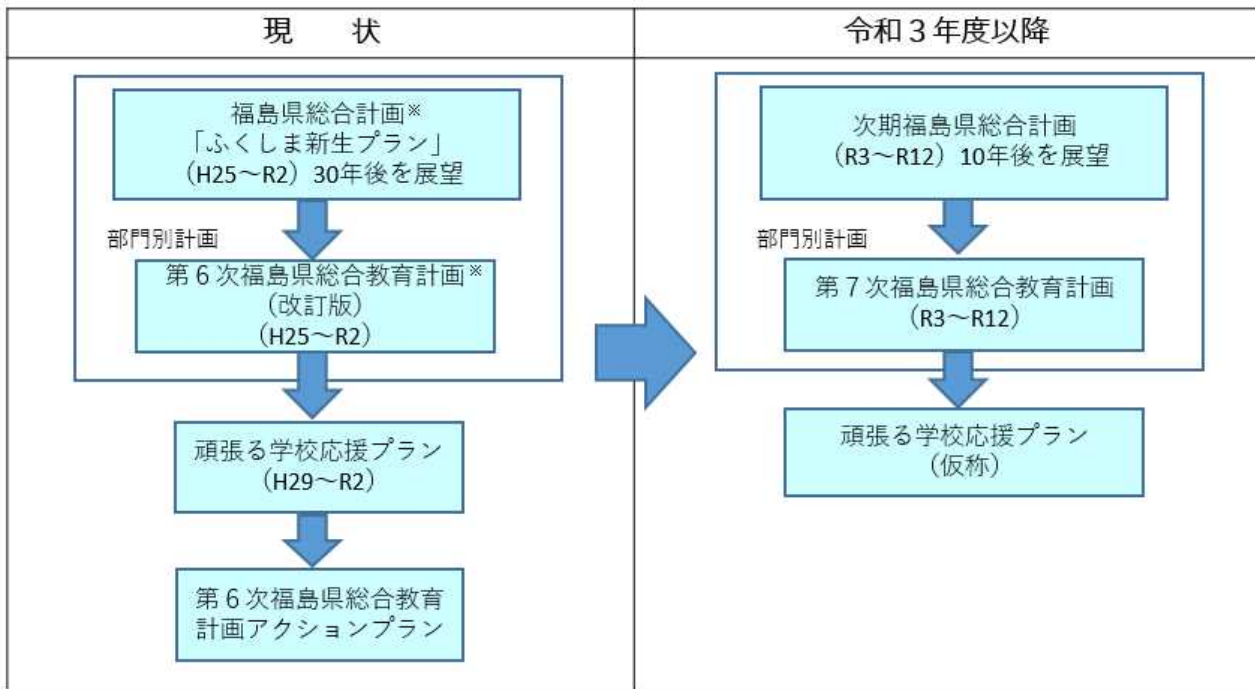 現　状
福島県総合計画※
「ふくしま新生プラン」
（H25～R2）30年後を展望
部門別計画
第６次福島県総合教育計画※
（改訂版）
（H25～R2）
頑張る学校応援プラン
（H29～R2）
第６次福島県総合教育
計画アクションプラン
令和３年度以降
次期福島県総合計画
（R3～R12）10年後を展望
部門別計画
第７次福島県総合教育計画
（R3～R12）
頑張る学校応援プラン
（仮称）